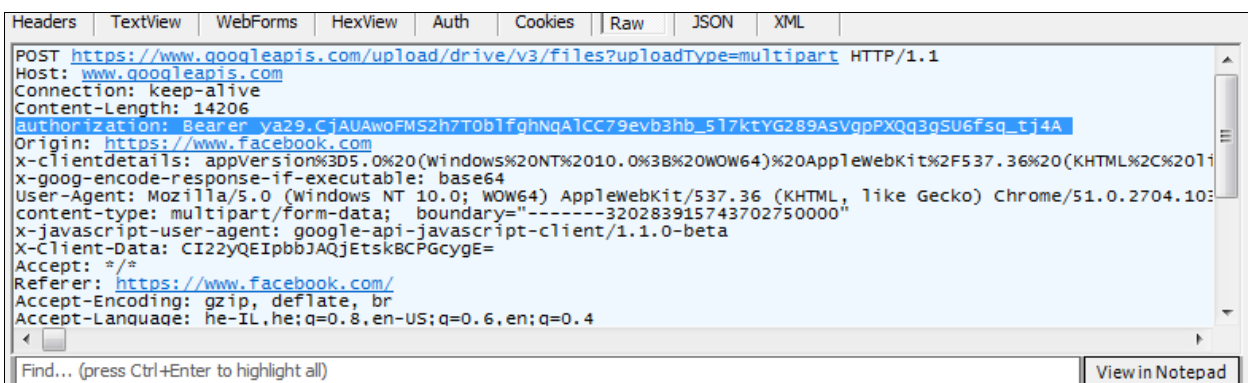 Headers TextView WebForms HexView Auth Cookies Raw JSON XML
POST https://www.googleapis.com/upload/drive/v3/files?uploadType=multipart HTTP/1.1
Host: www.googleapis.com
Connection: keep-alive
Content-Length: 14206
authorization: Bearer ya29.CjAUAwoFMS2h7TOblfghNqAlCC79evb3hb_5l7ktYG289AsVgpPXQq3gSU6fsq_tj4A
Origin: https://www.facebook.com
x-clientdetails: appVersion%3D5.0%20(Windows%20NT%2010.0%3B%20WOW64)%20AppleWebKit%2F537.36%20(KHTML%2C%20li
x-goog-encode-response-if-executable: base64
User-Agent: Mozilla/5.0 (Windows NT 10.0; WOW64) AppleWebKit/537.36 (KHTML, like Gecko) Chrome/51.0.2704.103
content-type: multipart/form-data; boundary="-------320283915743702750000"
x-javascript-user-agent: google-api-javascript-client/1.1.0-beta
X-Client-Data: CI22yQEIpbbJAQjEtskBCPGcygE=
Accept: */*
Referer: https://www.facebook.com/
Accept-Encoding: gzip, deflate, br
Accept-Language: he-IL,he;q=0.8,en-US;q=0.6,en;q=0.4
Find... (press Ctrl+Enter to highlight all) View in Notepad